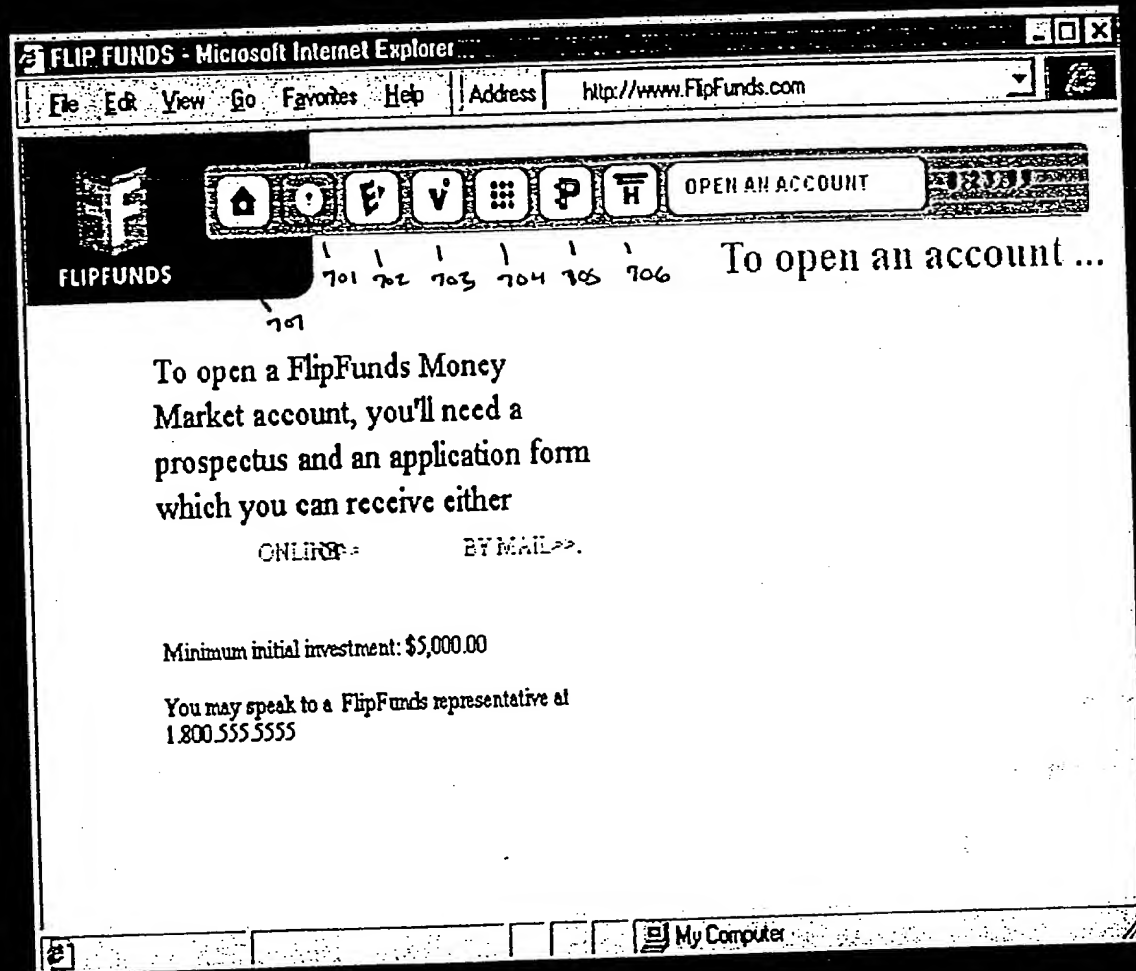 FLIP FUNDS - Microsoft Internet Explorer
File Edit View Go Favorites Help Address http://www.FlipFunds.com
F
E V P H OPEN AN ACCOUNT
FLIPFUNDS
701 702 703 704 705 706
To open an account ...
707
To open a FlipFunds Money
Market account, you'll need a
prospectus and an application form
which you can receive either
ONLINE BY MAIL>>.
Minimum initial investment: $5,000.00
You may speak to a FlipFunds representative at
1.800.555.5555
My Computer